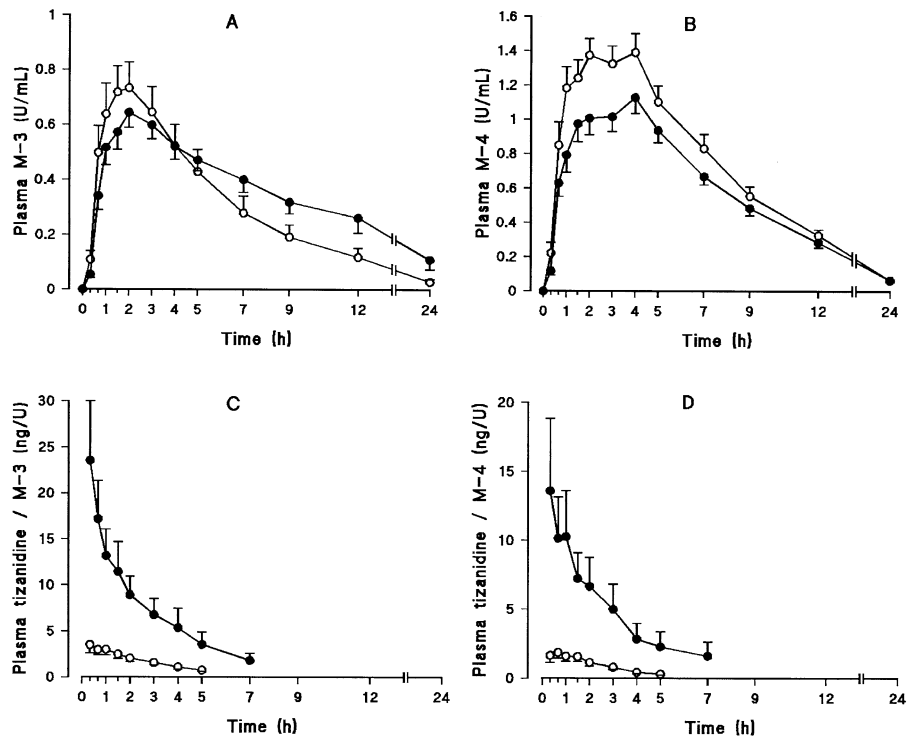 A
Plasma M-3 (U/mL)
1
0.8
0.6
0.4
0.2
0
0 1 2 3 4 5 7 9 12 24
Time (h)
B
Plasma M-4 (U/mL)
1.6
1.4
1.2
1.0
0.8
0.6
0.4
0.2
0
0 1 2 3 4 5 7 9 12 24
Time (h)
C
Plasma tizanidine / M-3 (ng/U)
30
25
20
15
10
5
0
0 1 2 3 4 5 7 9 12 24
Time (h)
D
Plasma tizanidine / M-4 (ng/U)
20
15
10
5
0
0 1 2 3 4 5 7 9 12 24
Time (h)